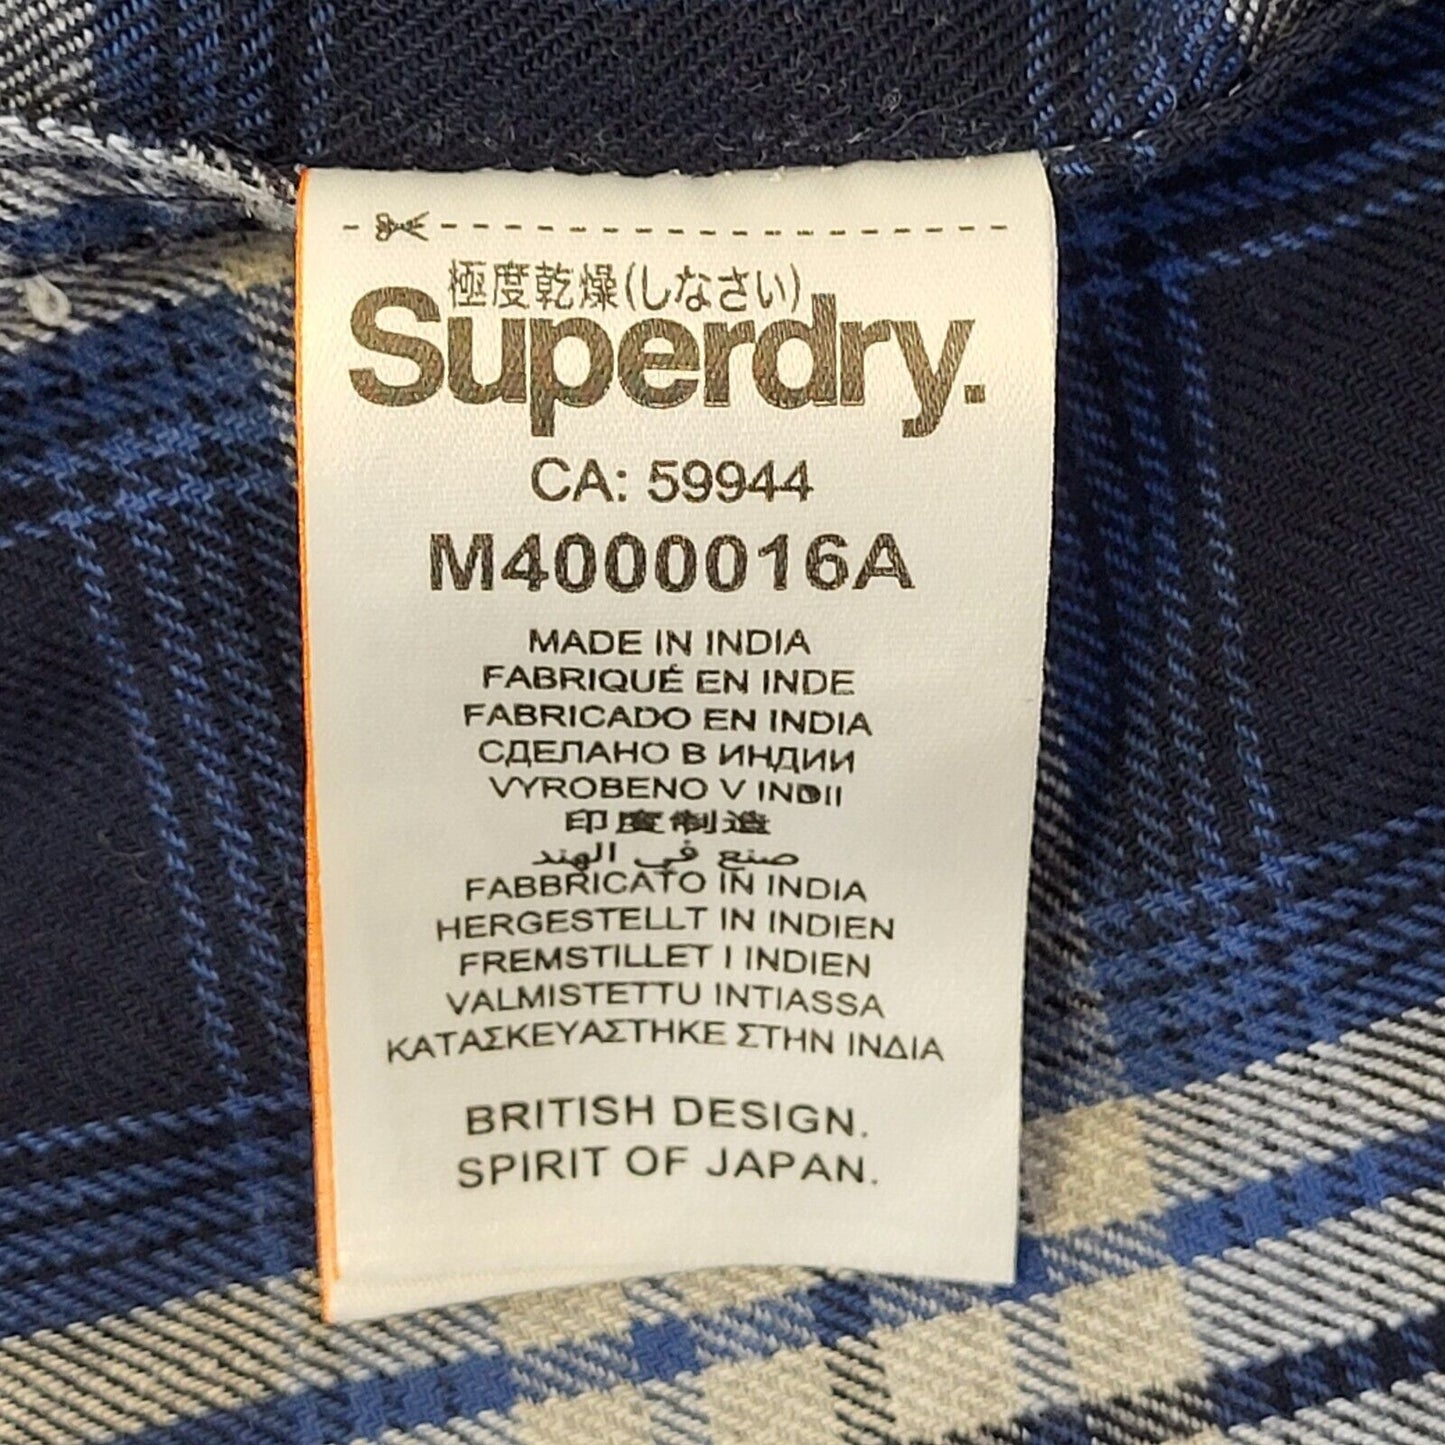 極度乾燥(しなさい)
Superdry.
CA: 59944
M4000016A
MADE IN INDIA
FABRIQUÉ EN INDE
FABRICADO EN INDIA
СДЕЛАНО В ИНДИИ
VYROBENO V INDII
印度制造
صنع في الهند
FABBRICATO IN INDIA
HERGESTELLT IN INDIEN
FREMSTILLET I INDIEN
VALMISTETTU INTIASSA
ΚΑΤΑΣΚΕΥΑΣΤΗΚΕ ΣΤΗΝ ΙΝΔΙΑ
BRITISH DESIGN.
SPIRIT OF JAPAN.